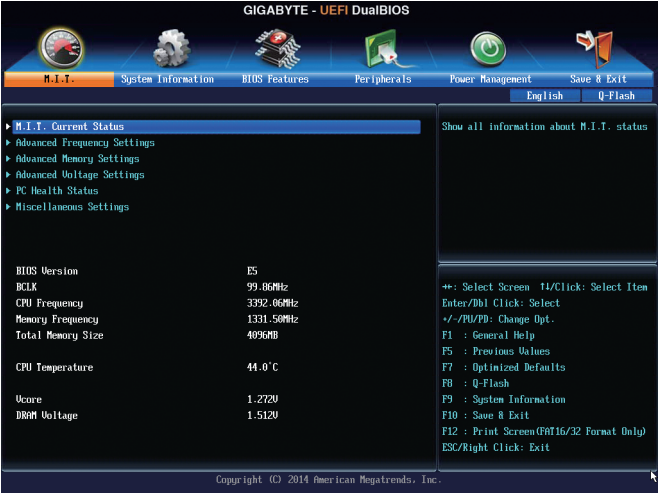 GIGABYTE - UEFI DualBIOS
M.I.T. System Information BIOS Features Peripherals Power Management Save & Exit
English Q-Flash
M.I.T. Current Status
Advanced Frequency Settings
Advanced Memory Settings
Advanced Voltage Settings
PC Health Status
Miscellaneous Settings
BIOS Version E5
BCLK 99.86MHz
CPU Frequency 3392.06MHz
Memory Frequency 1331.50MHz
Total Memory Size 4096MB
CPU Temperature 44.0°C
Vcore 1.272V
DRAM Voltage 1.512V
Show all information about M.I.T. status
→←: Select Screen ↑↓/Click: Select Item
Enter/Dbl Click: Select
+/-/PU/PD: Change Opt.
F1 : General Help
F5 : Previous Values
F7 : Optimized Defaults
F8 : Q-Flash
F9 : System Information
F10 : Save & Exit
F12 : Print Screen(FAT16/32 Format Only)
ESC/Right Click: Exit
Copyright (C) 2014 American Megatrends, Inc.